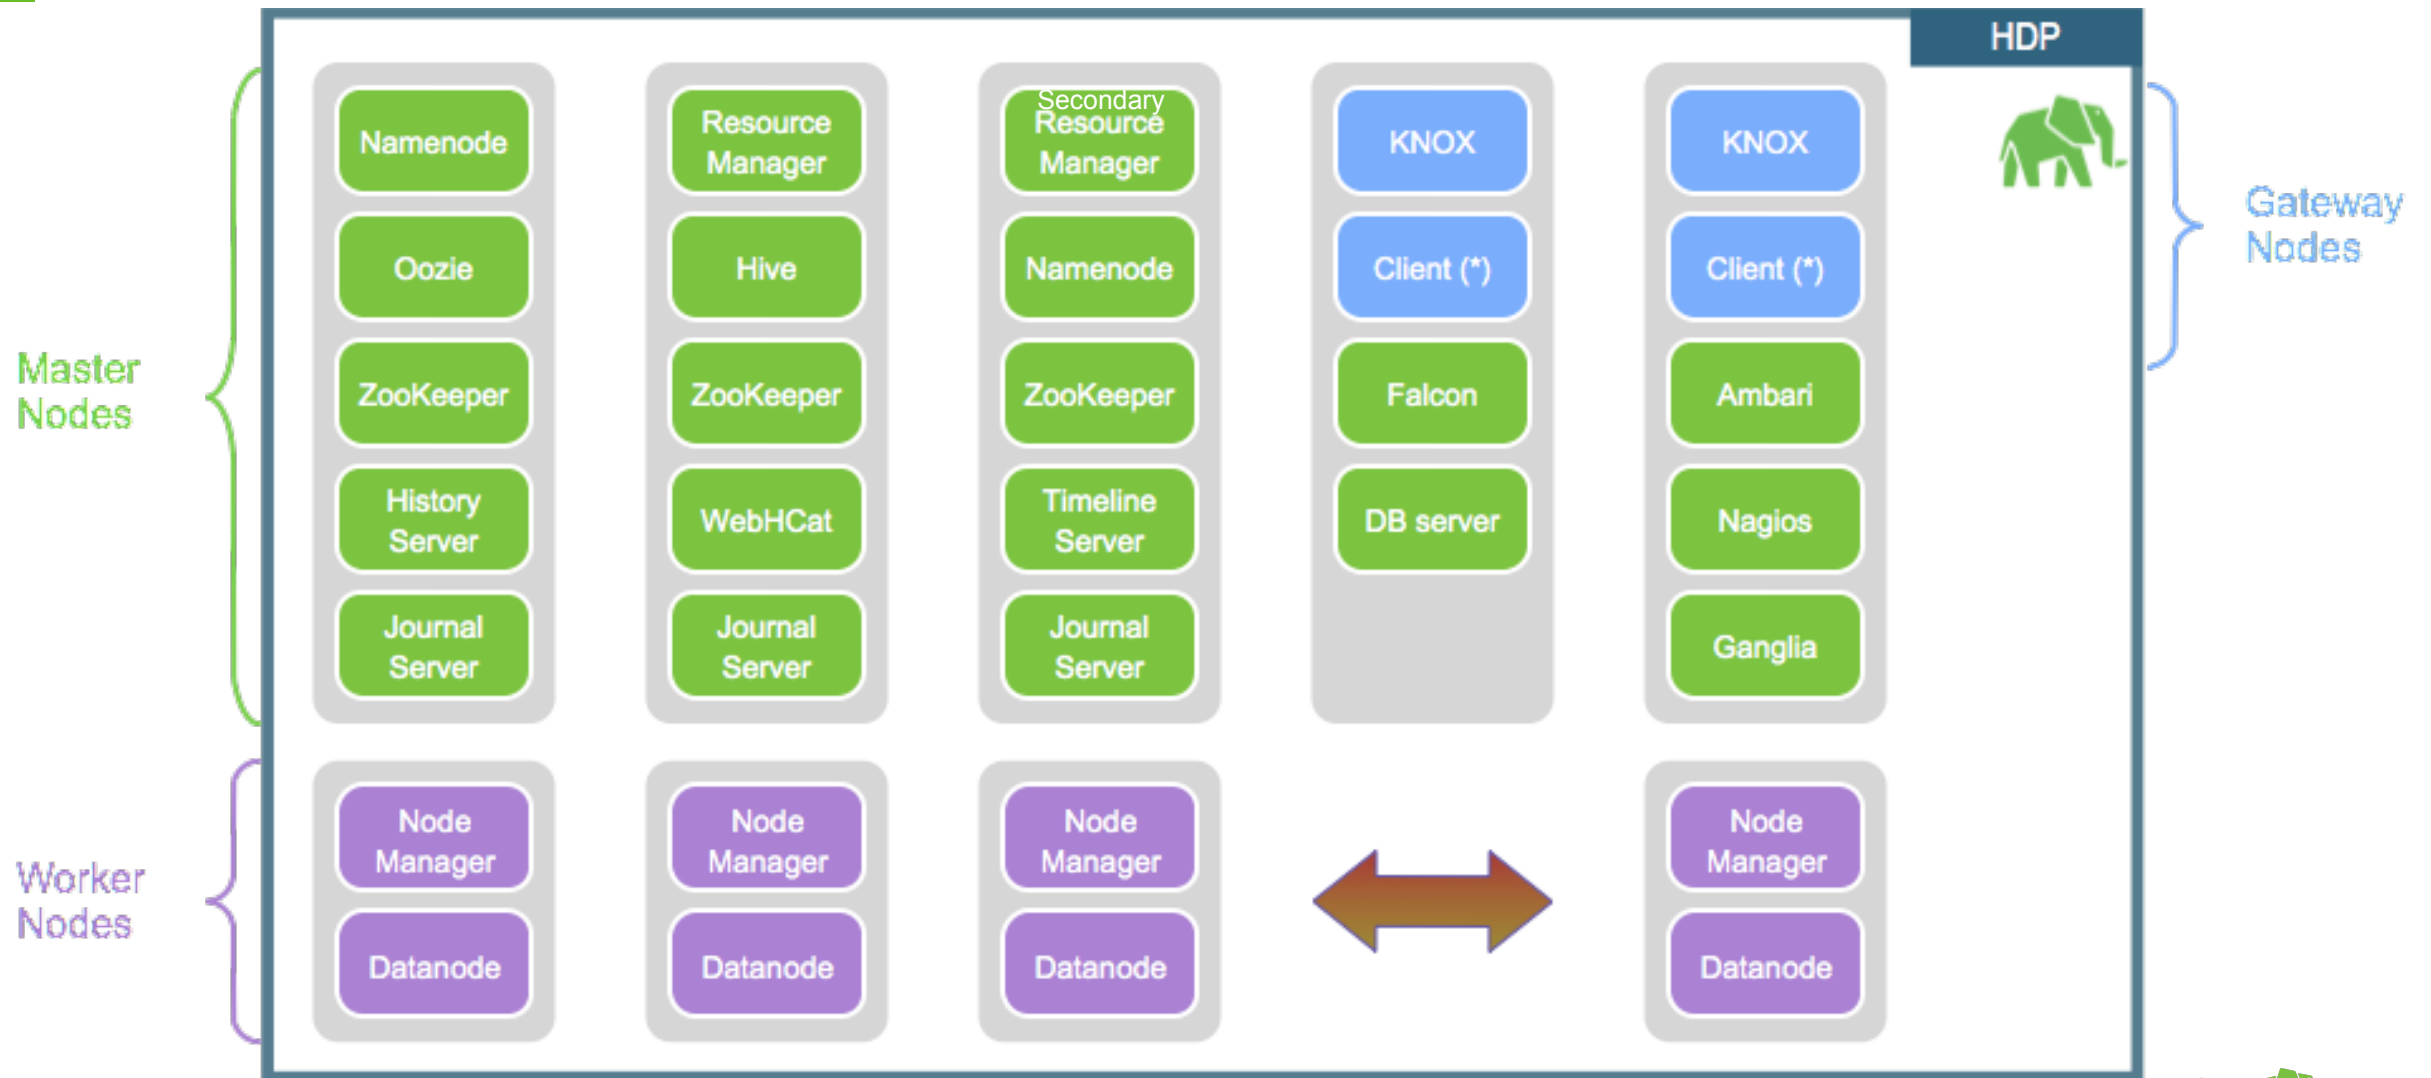 HDP
Master
Nodes
Gateway
Nodes
Namenode
Oozie
ZooKeeper
History
Server
Journal
Server
Resource
Manager
Hive
ZooKeeper
WebHCat
Journal
Server
Secondary
Resource
Manager
Namenode
ZooKeeper
Timeline
Server
Journal
Server
KNOX
Client (*)
Falcon
DB server
KNOX
Client (*)
Ambari
Nagios
Ganglia
Worker
Nodes
Node
Manager
Datanode
Node
Manager
Datanode
Node
Manager
Datanode
Node
Manager
Datanode